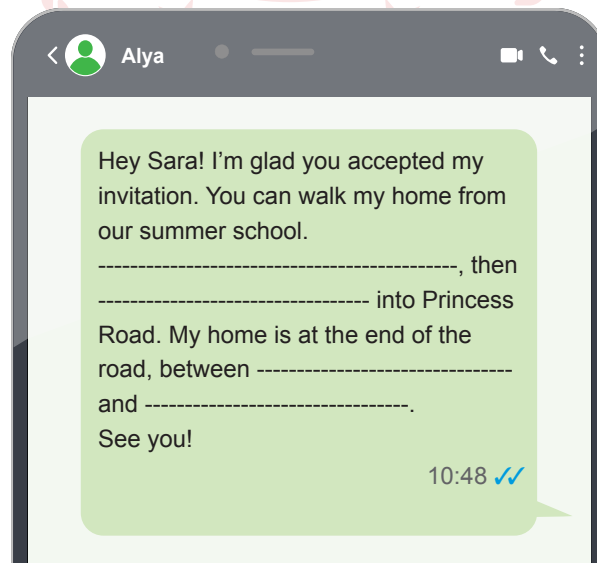 Alya
Hey Sara! I’m glad you accepted my
invitation. You can walk my home from
our summer school.
---------------------------------------------, then
---------------------------------- into Princess
Road. My home is at the end of the
road, between --------------------------------
and ---------------------------------.
See you!
10:48